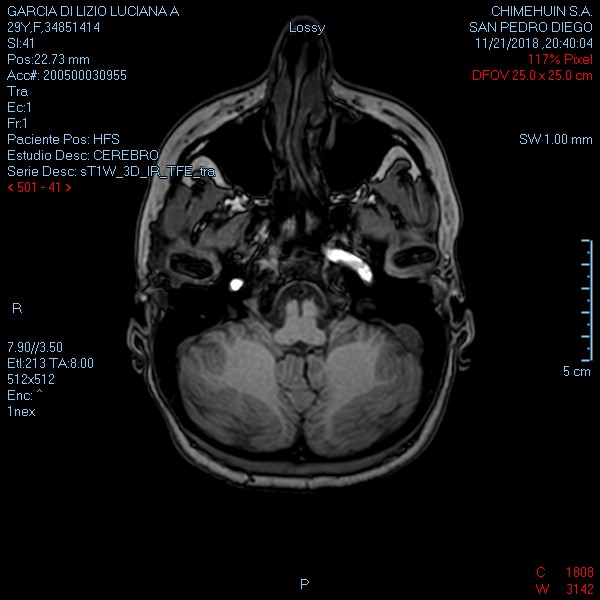 GARCIA DI LIZIO LUCIANA A
29Y,F,34851414
Sl:41
Pos:22.73 mm
Acc#: 200500030955
Tra
Ec:1
Fr:1
Paciente Pos: HFS
Estudio Desc: CEREBRO
Serie Desc: sT1W_3D_IR_TFE_tra
< 501 - 41 >
Lossy
CHIMEHUIN S.A.
SAN PEDRO DIEGO
11/21/2018 ,20:40:04
117% Pixel
DFOV 25.0 x 25.0 cm
SW 1.00 mm
R
7.90//3.50
Etl:213 TA:8.00
512x512
Enc: ^
1nex
5 cm
P
C 1808
W 3142